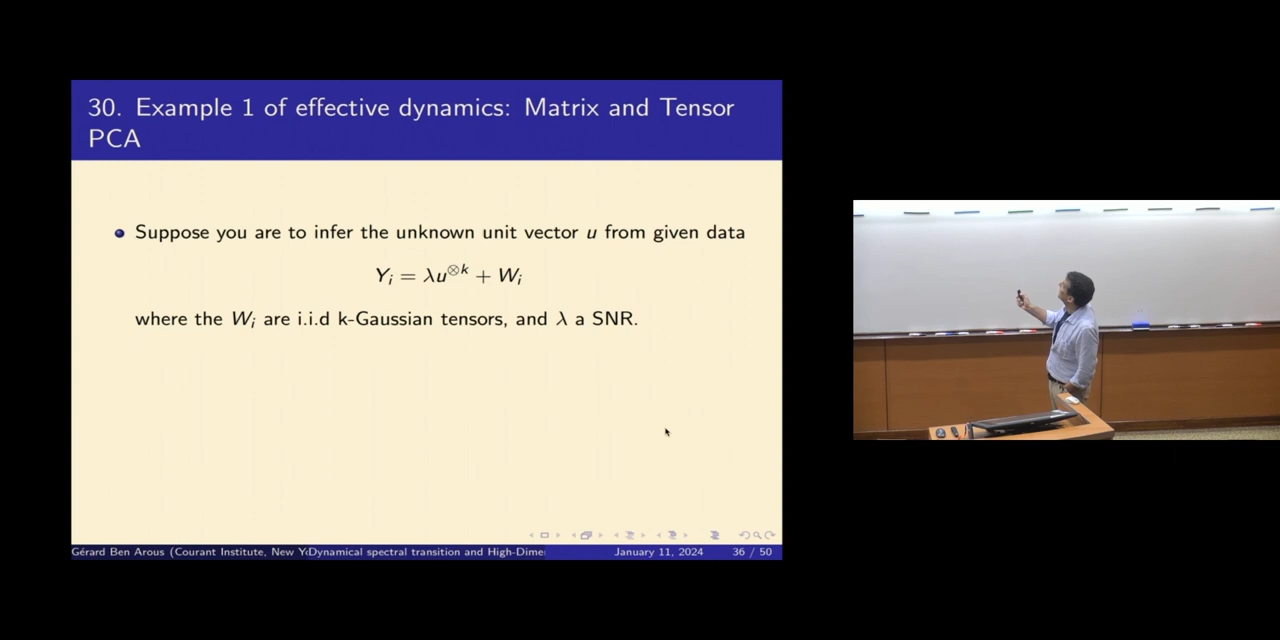 30. Example 1 of effective dynamics: Matrix and Tensor
PCA
Suppose you are to infer the unknown unit vector u from given data
Yᵢ = λu^⊗k + Wᵢ
where the Wᵢ are i.i.d k-Gaussian tensors, and λ a SNR.
Gérard Ben Arous (Courant Institute, New Yo Dynamical spectral transition and High-Dimen January 11, 2024 36 / 50